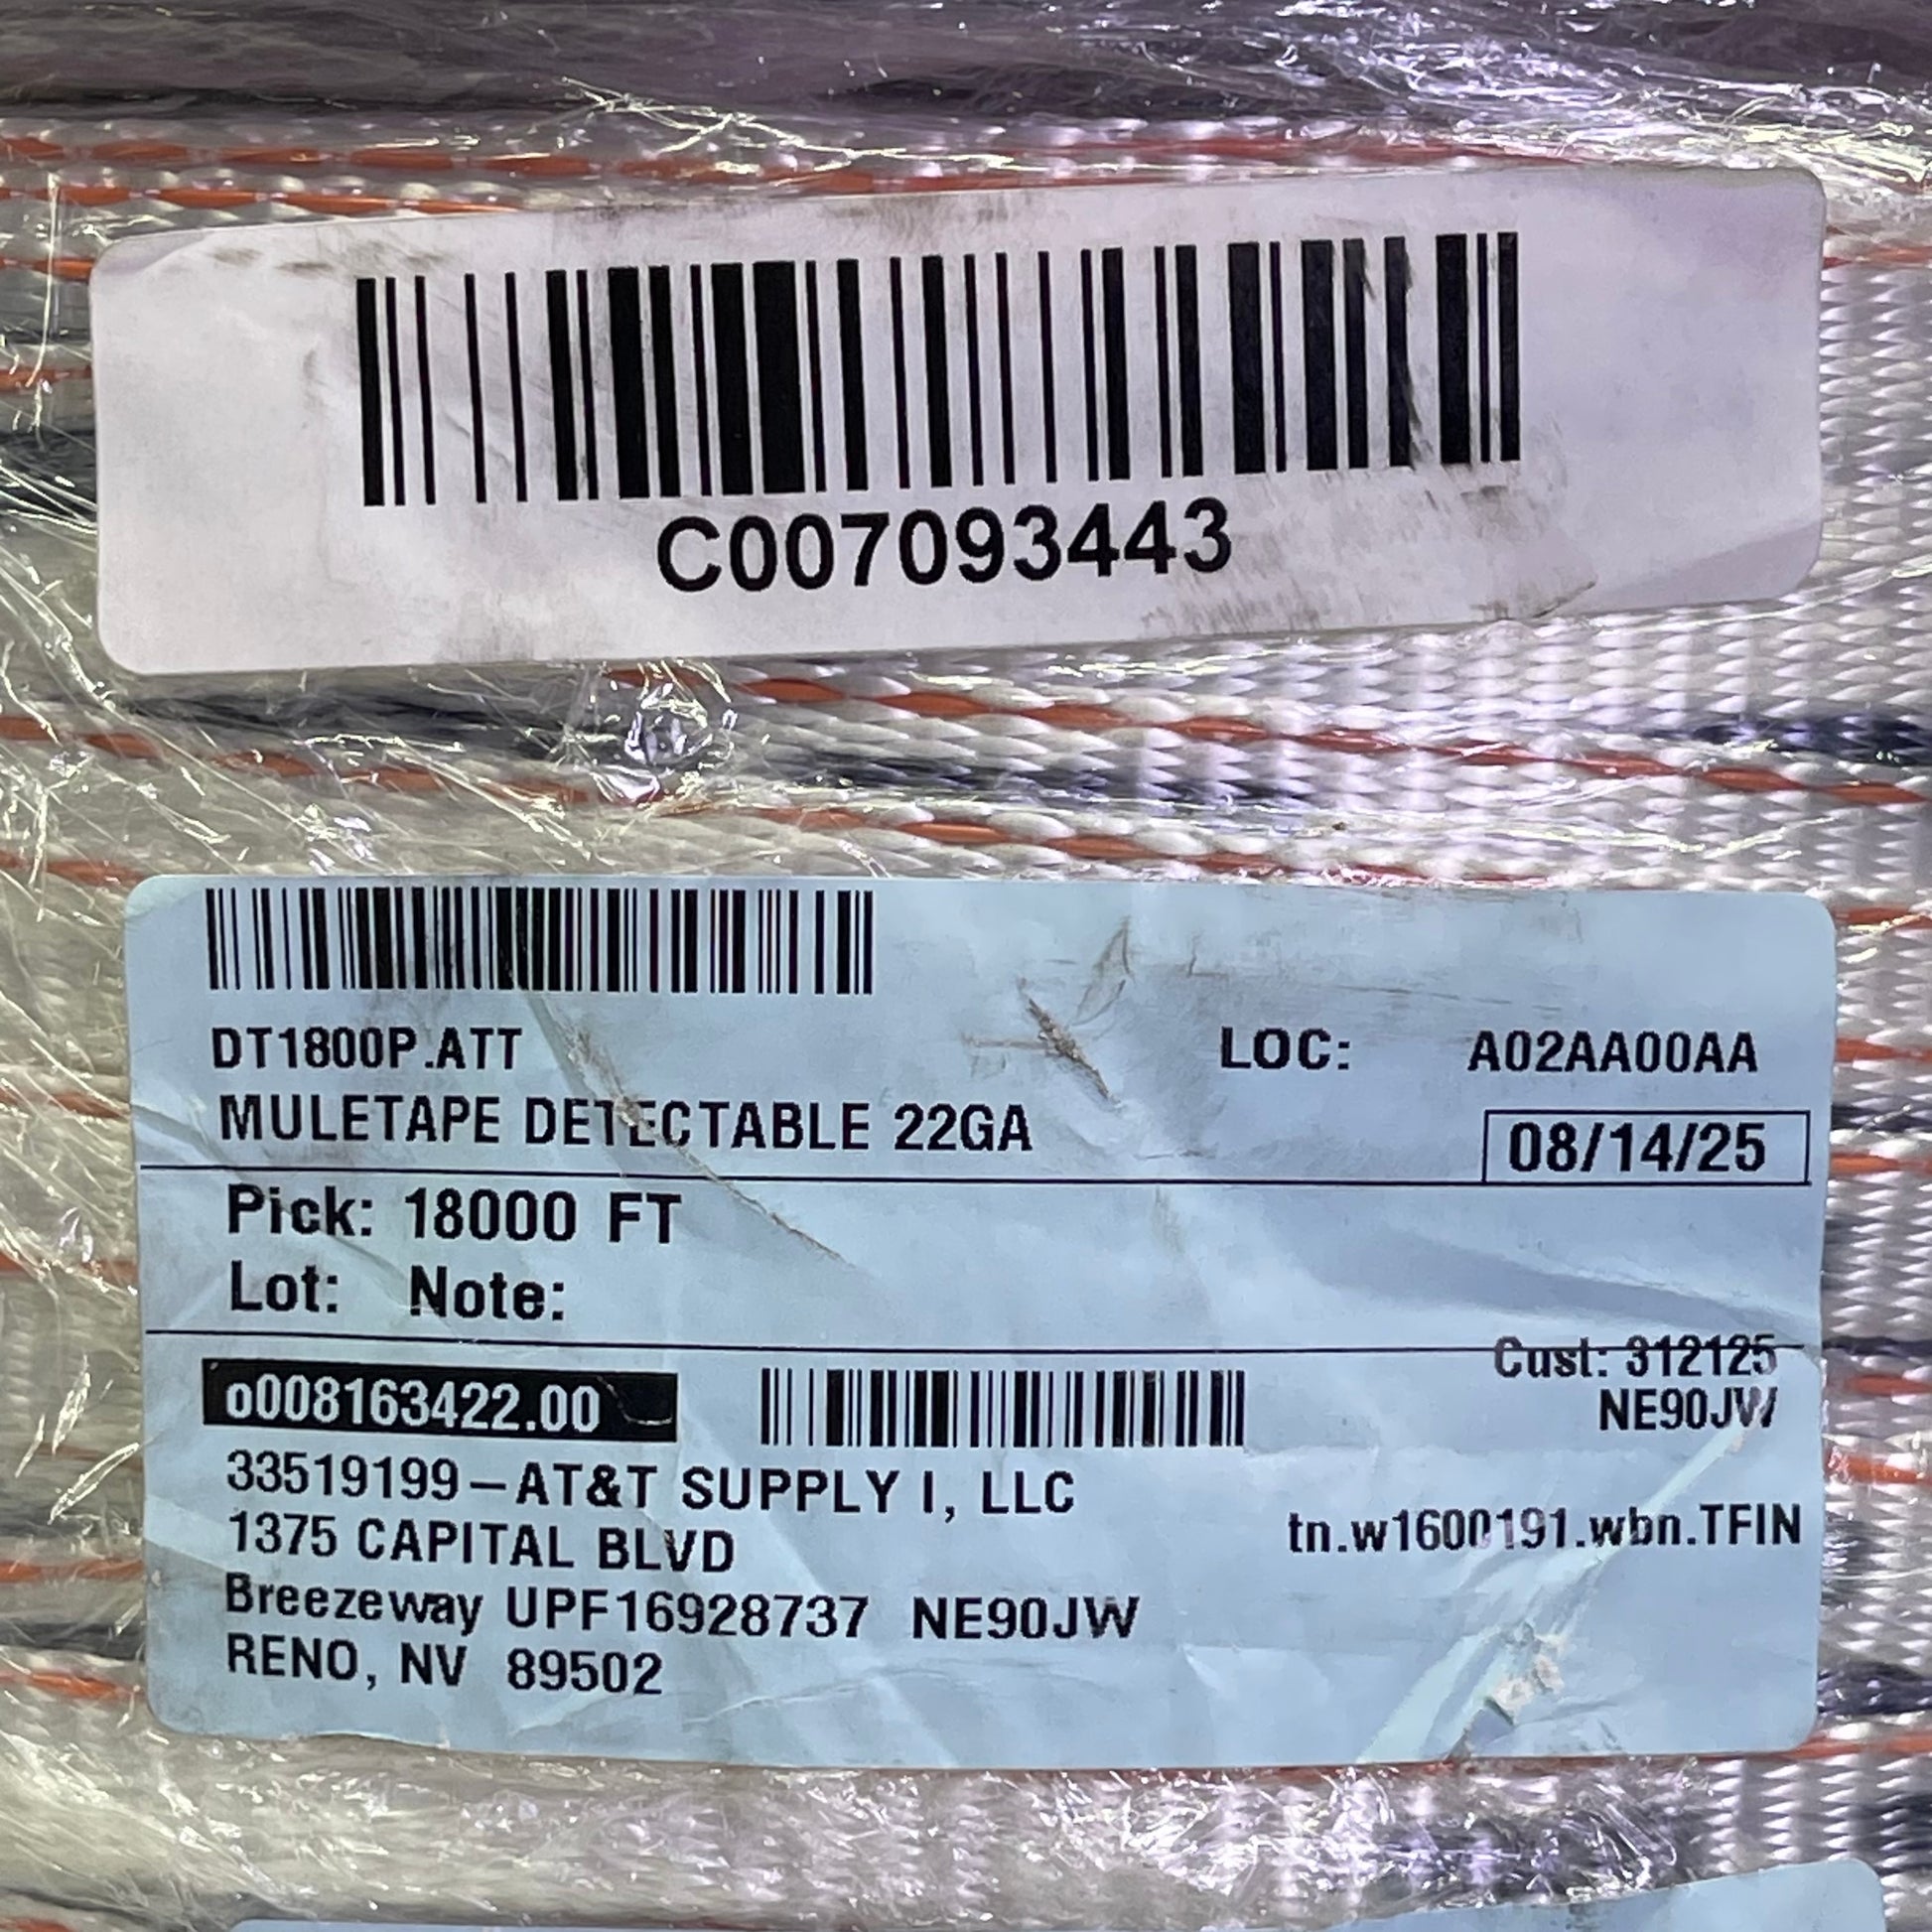 C007093443
DT1800P.ATT
LOC: A02AA00AA
MULETAPE DETECTABLE 22GA
08/14/25
Pick: 18000 FT
Lot: Note:
Cust: 312125
o008163422.00
NE90JW
33519199-AT&T SUPPLY I, LLC
1375 CAPITAL BLVD
tn.w1600191.wbn.TFIN
Breezeway UPF16928737 NE90JW
RENO, NV 89502